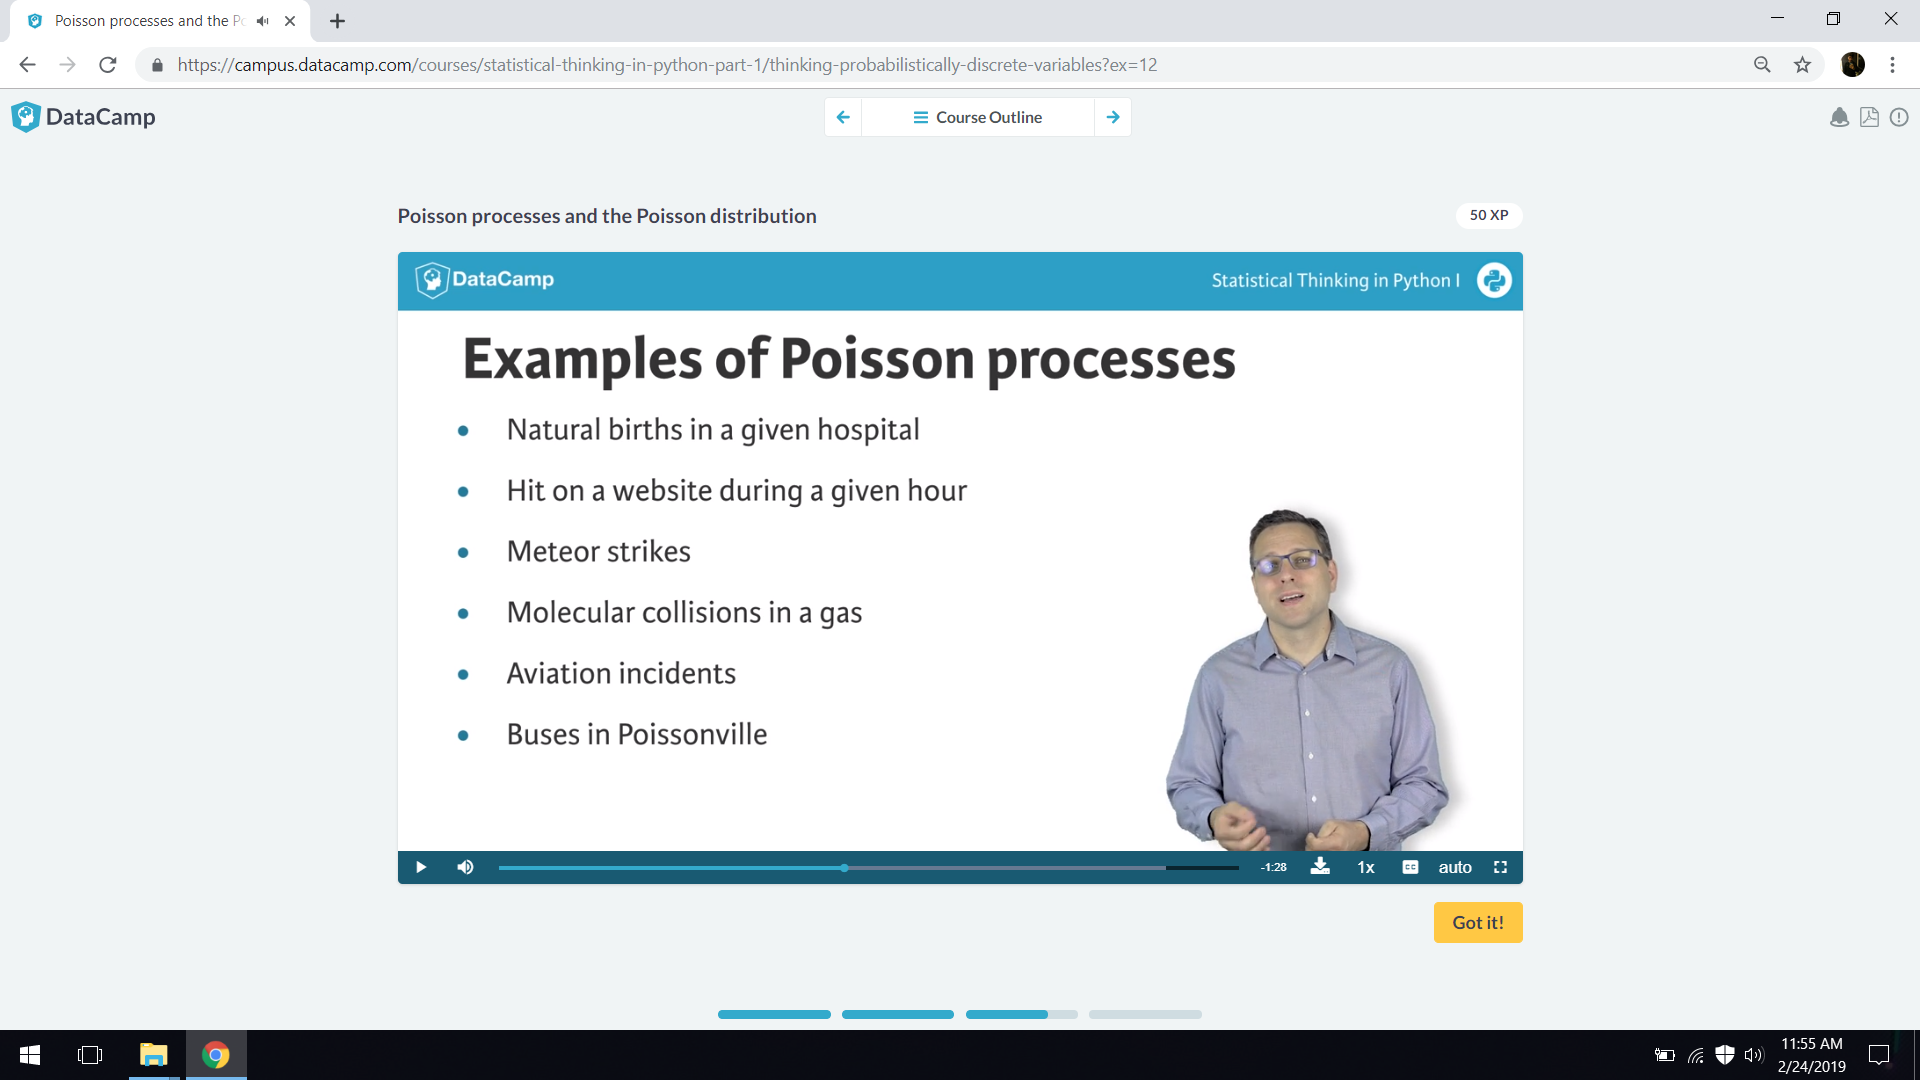 Poisson processes and the Po
https://campus.datacamp.com/courses/statistical-thinking-in-python-part-1/thinking-probabilistically-discrete-variables?ex=12
DataCamp
Course Outline
Poisson processes and the Poisson distribution
50 XP
DataCamp
Statistical Thinking in Python I
Examples of Poisson processes
• Natural births in a given hospital
• Hit on a website during a given hour
• Meteor strikes
• Molecular collisions in a gas
• Aviation incidents
• Buses in Poissonville
-1:28
1x
CC
auto
Got it!
11:55 AM
2/24/2019